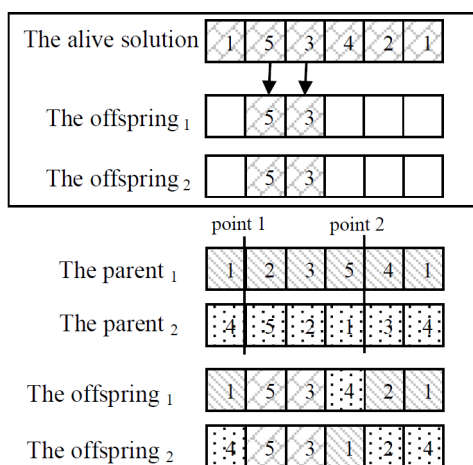 The alive solution 1 5 3 4 2 1
The offspring 1 5 3
The offspring 2 5 3
point 1 point 2
The parent 1 1 2 3 5 4 1
The parent 2 4 5 2 1 3 4
The offspring 1 1 5 3 4 2 1
The offspring 2 4 5 3 1 2 4